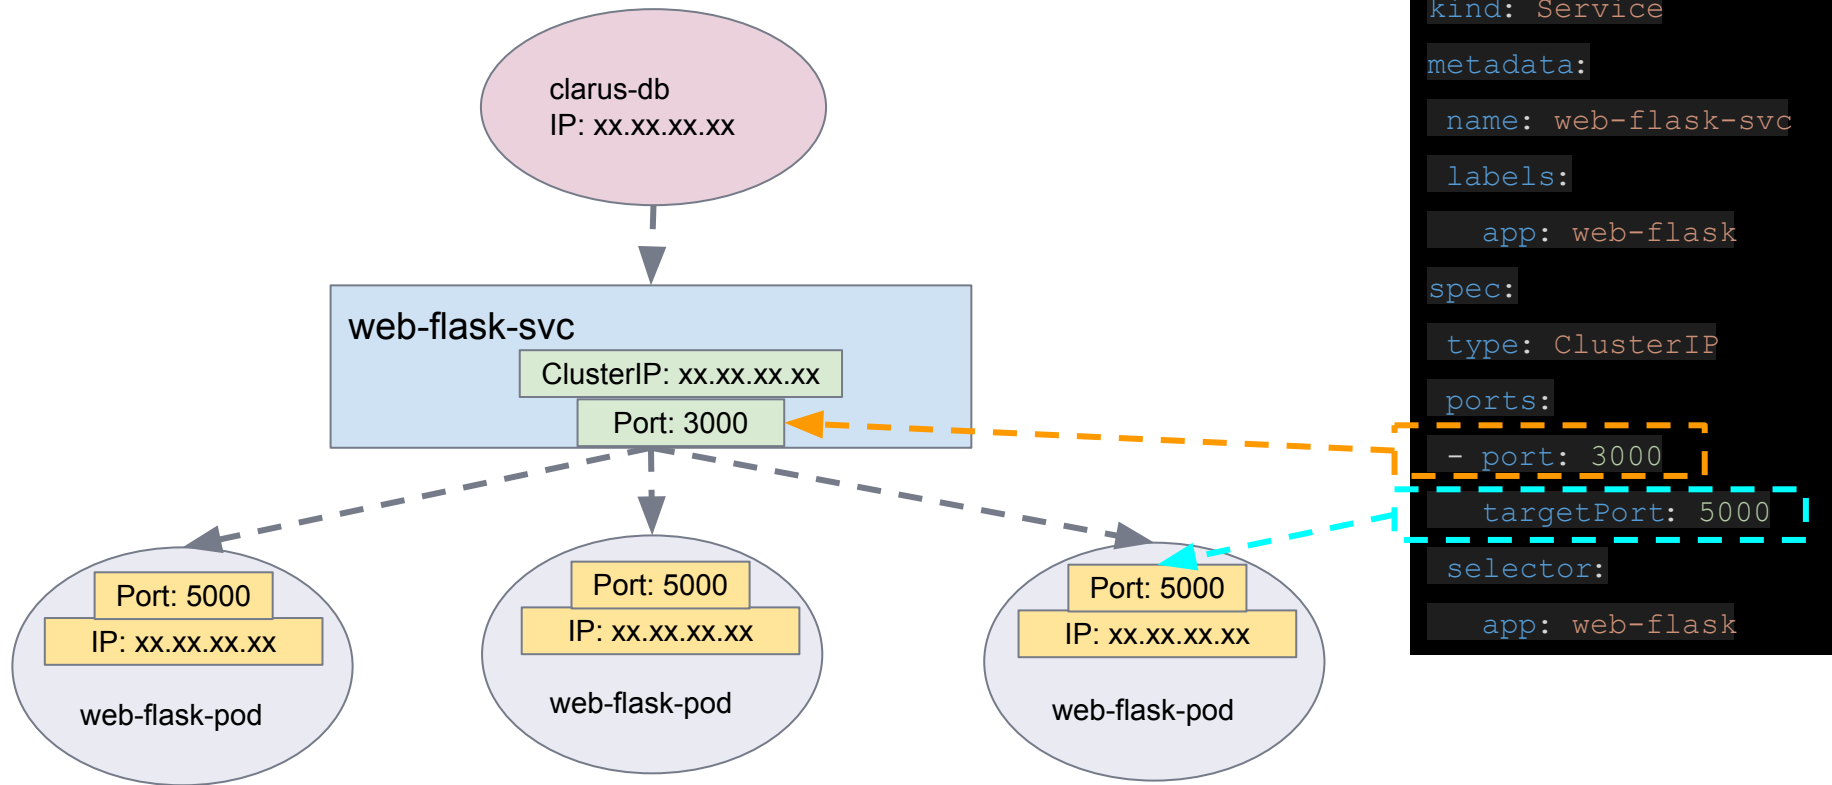 clarus-db
IP: xx.xx.xx.xx
web-flask-svc
ClusterIP: xx.xx.xx.xx
Port: 3000
Port: 5000
IP: xx.xx.xx.xx
web-flask-pod
Port: 5000
IP: xx.xx.xx.xx
web-flask-pod
Port: 5000
IP: xx.xx.xx.xx
web-flask-pod
kind: Service
metadata:
 name: web-flask-svc
 labels:
   app: web-flask
spec:
 type: ClusterIP
 ports:
 - port: 3000
   targetPort: 5000
 selector:
   app: web-flask